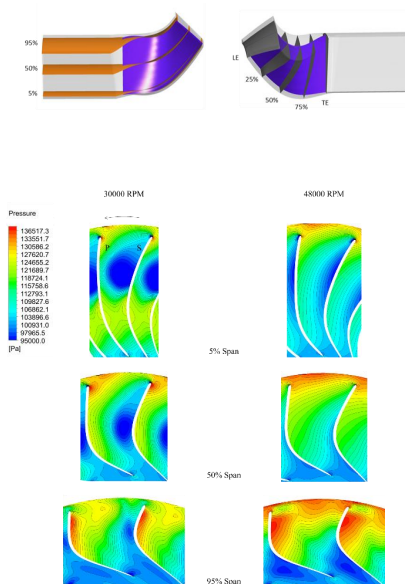 95%
50%
5%
LE
25%
50%
75%
TE
30000 RPM
48000 RPM
Pressure
136517.3
133551.7
130586.2
127620.7
124655.2
121689.7
118724.1
115758.6
112793.1
109827.6
106862.1
103896.6
100931.0
97965.5
95000.0
[Pa]
P
S
5% Span
50% Span
95% Span